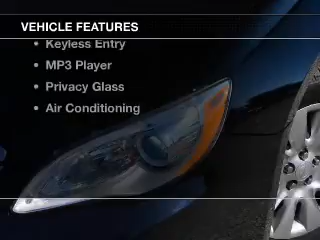 VEHICLE FEATURES
• Keyless Entry
• MP3 Player
• Privacy Glass
• Air Conditioning